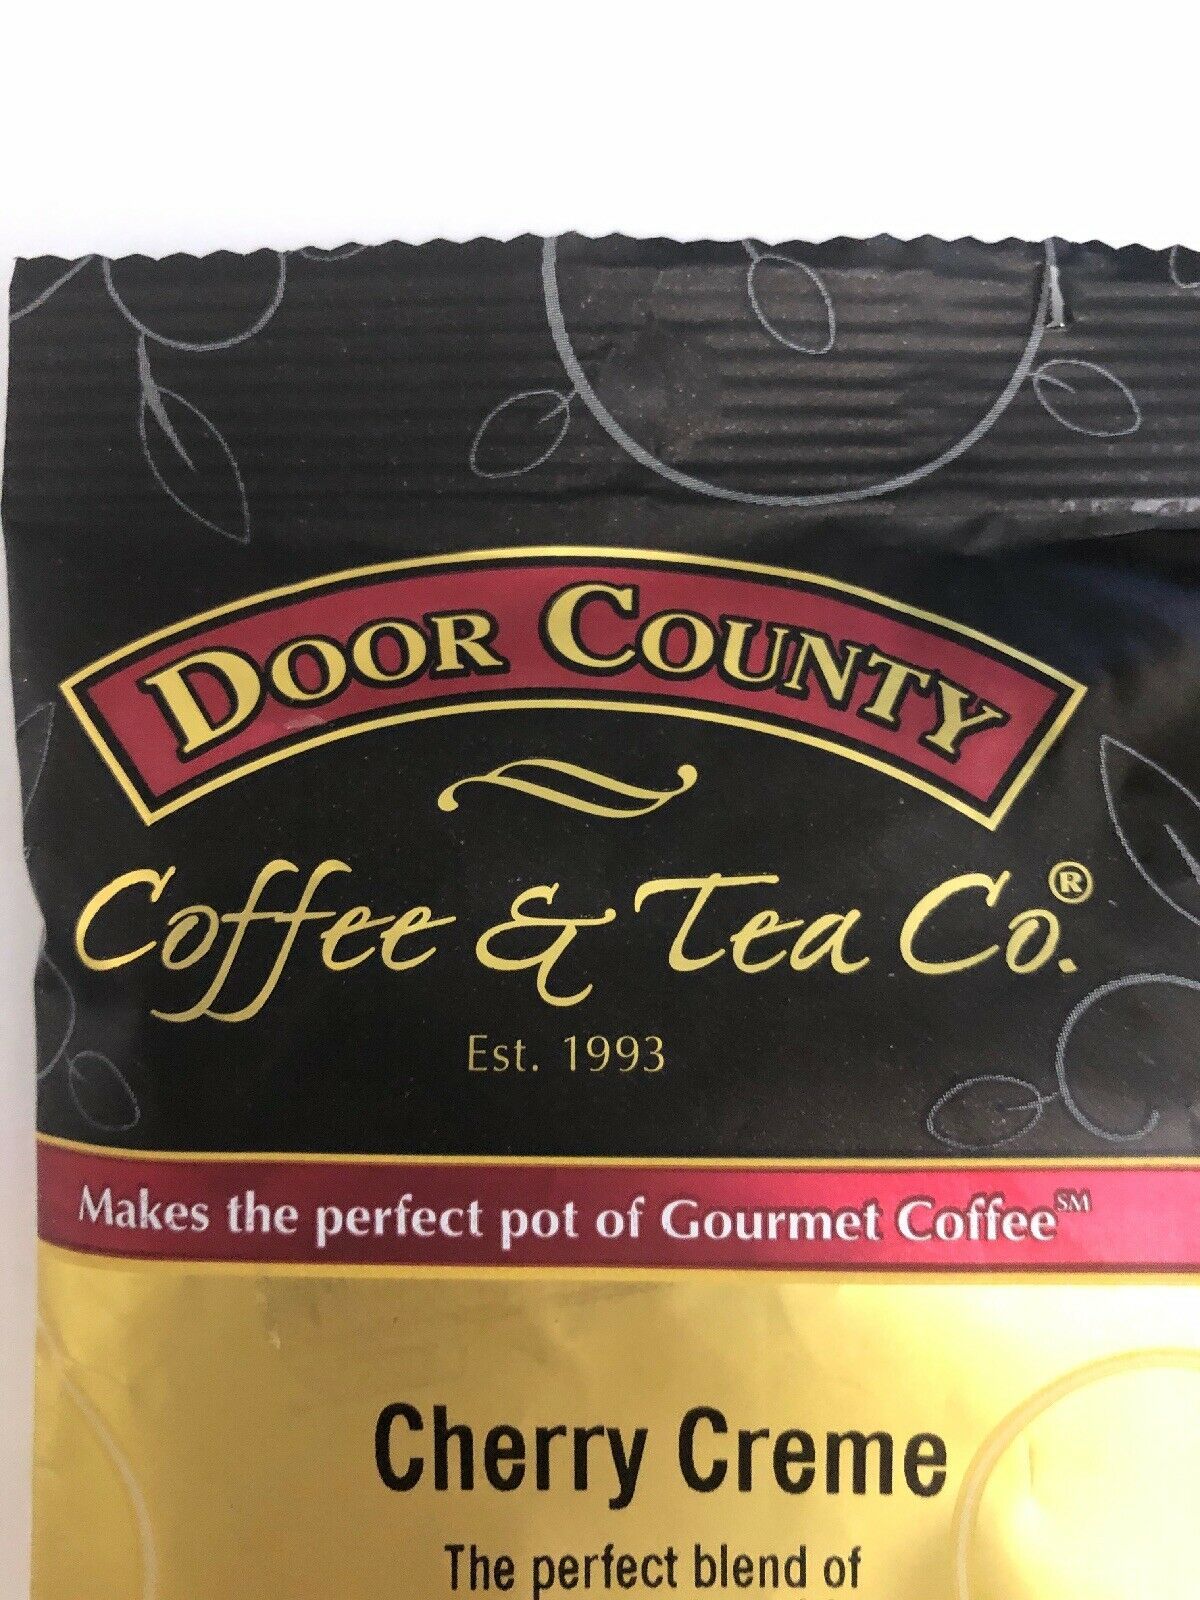 DOOR COUNTY
Coffee & Tea Co.®
Est. 1993
Makes the perfect pot of Gourmet Coffee℠
Cherry Creme
The perfect blend of